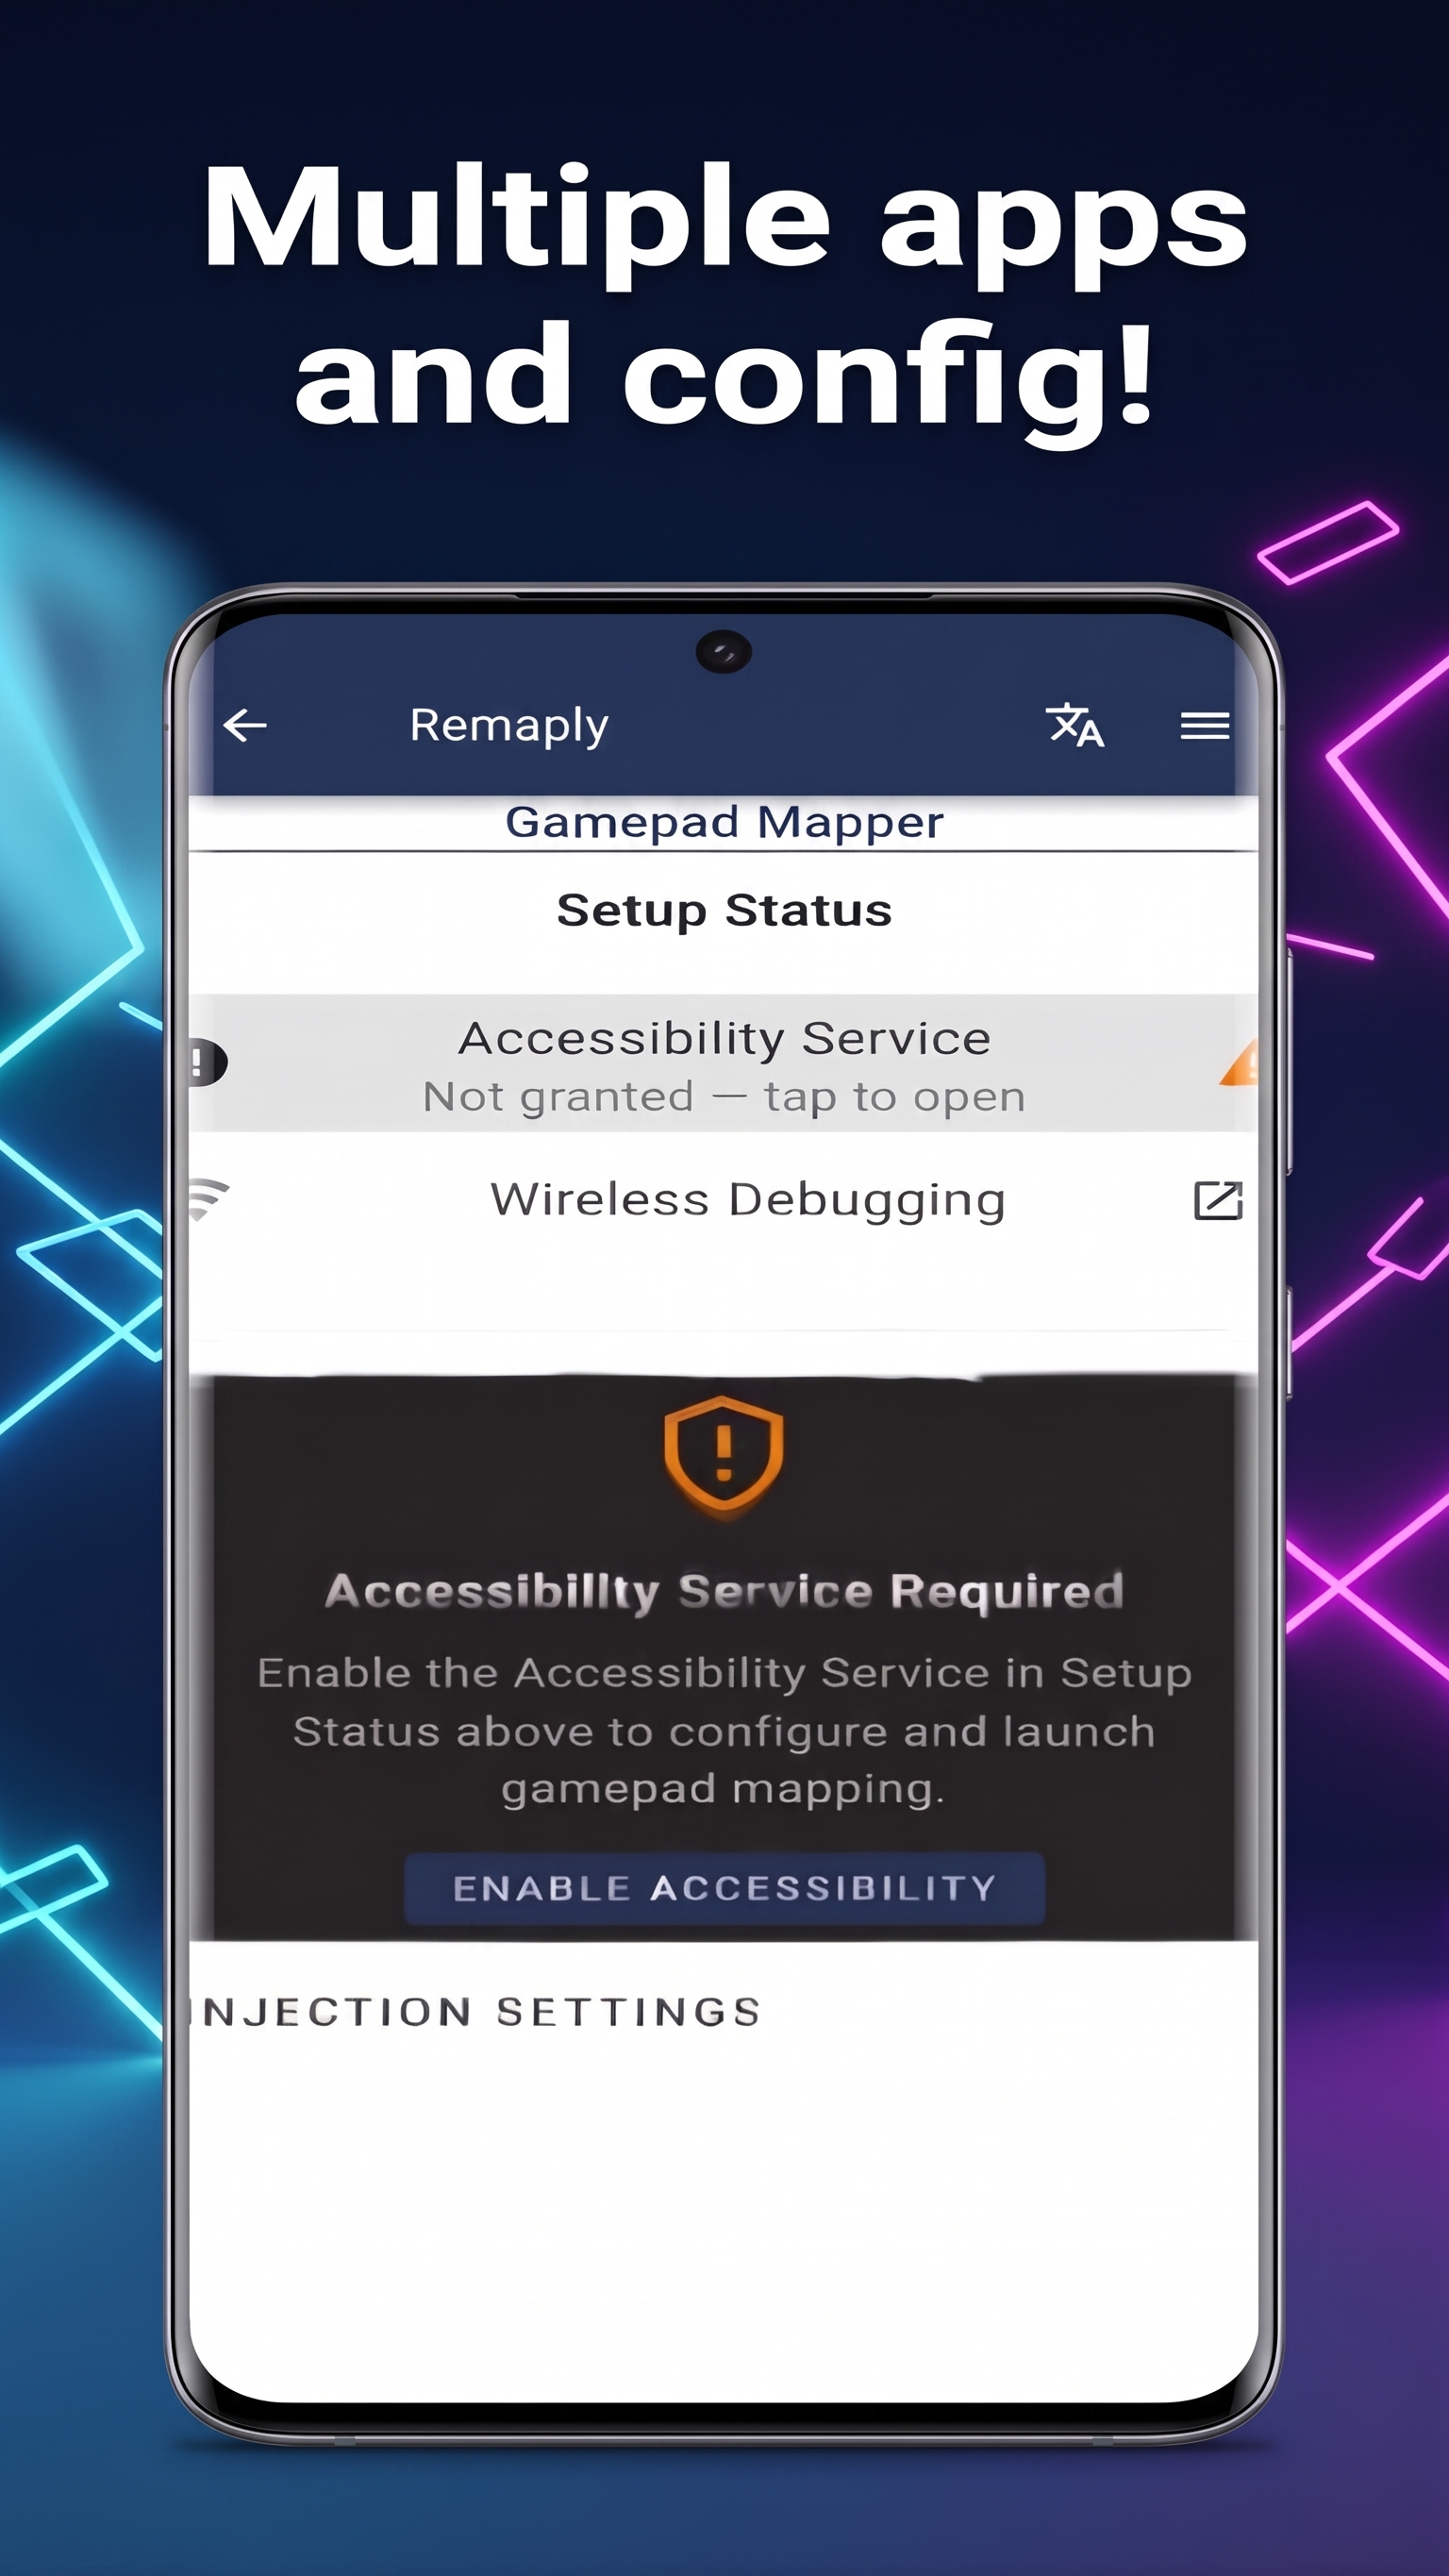 Multiple apps
and config!
Remaply
Gamepad Mapper
Setup Status
Accessibility Service
Not granted — tap to open
Wireless Debugging
Accessibillty Service Required
Enable the Accessibility Service in Setup
Status above to configure and launch
gamepad mapping.
ENABLE ACCESSIBILITY
INJECTION SETTINGS